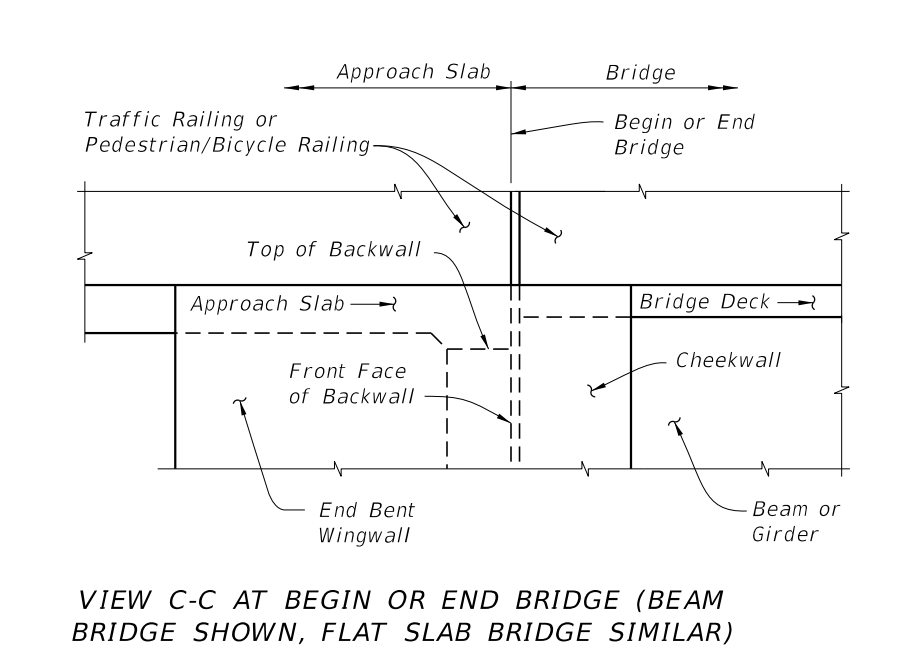 Approach Slab
Bridge
Traffic Railing or
Pedestrian/Bicycle Railing
Begin or End
Bridge
Top of Backwall
Approach Slab
Bridge Deck
Front Face
of Backwall
Cheekwall
End Bent
Wingwall
Beam or
Girder
VIEW C-C AT BEGIN OR END BRIDGE (BEAM
BRIDGE SHOWN, FLAT SLAB BRIDGE SIMILAR)